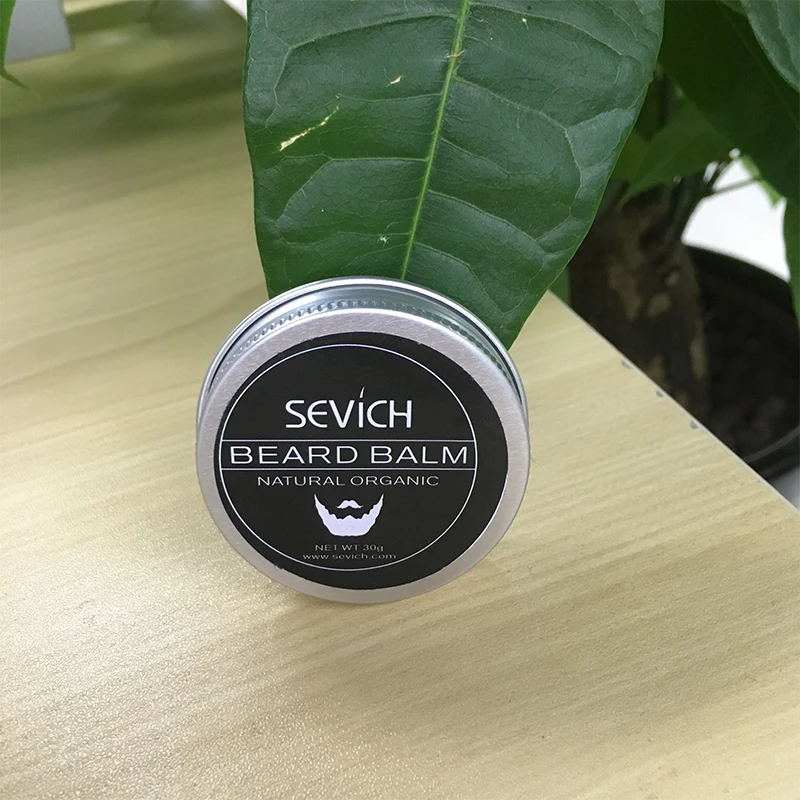 SEVICH
BEARD BALM
NATURAL ORGANIC
NET WT 30g
www.sevich.com